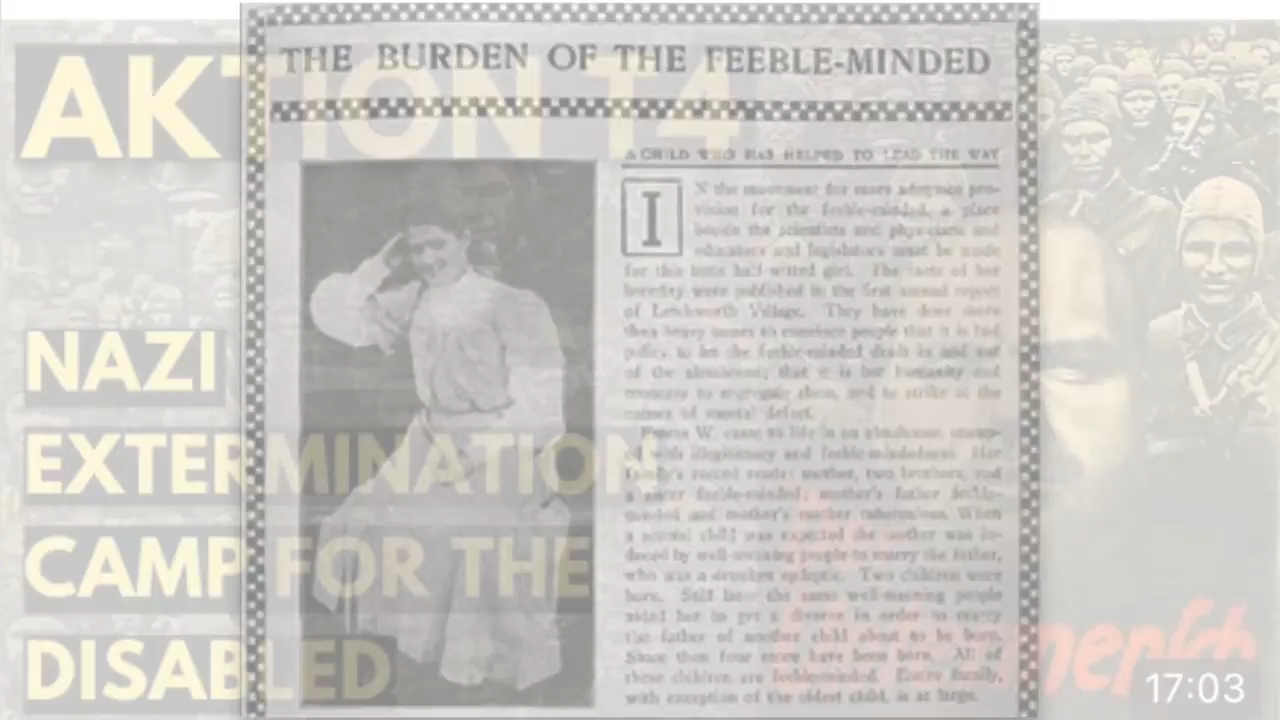 AKTION T4
NAZI
EXTERMINATION
CAMP FOR THE
DISABLED
THE BURDEN OF THE FEEBLE-MINDED
A CHILD WHO HAS HELPED TO LEAD THE WAY
IN the movement for more adequate pro-
vision for the feeble-minded, a place
beside the scientists and physicians and
educators and legislators must be made
for this little half-witted girl. The facts of her
heredity were published in the first annual report
of Letchworth Village. They have done more
than heavy tomes to convince people that it is bad
policy to let the feeble-minded drift in and out
of the almshouse; that it is her humanity and
economy to segregate them, and to strike at the
causes of mental defect.
Emma W. came to life in an almshouse,
ed with illegitimacy and feeble-mindedness. Her
family's record reads: mother, two brothers, and
a sister feeble-minded; mother's father feeble-
minded and mother's mother tuberculous. When
a second child was expected the mother was in-
duced by well-meaning people to marry the father,
who was a drunken epileptic. Two children were
born. Still later the same well-meaning people
aided her to get a divorce in order to marry
the father of another child about to be born.
Since then four more have been born. All of
these children are feeble-minded. Entire family,
with exception of the oldest child, is at large.
mensch
17:03